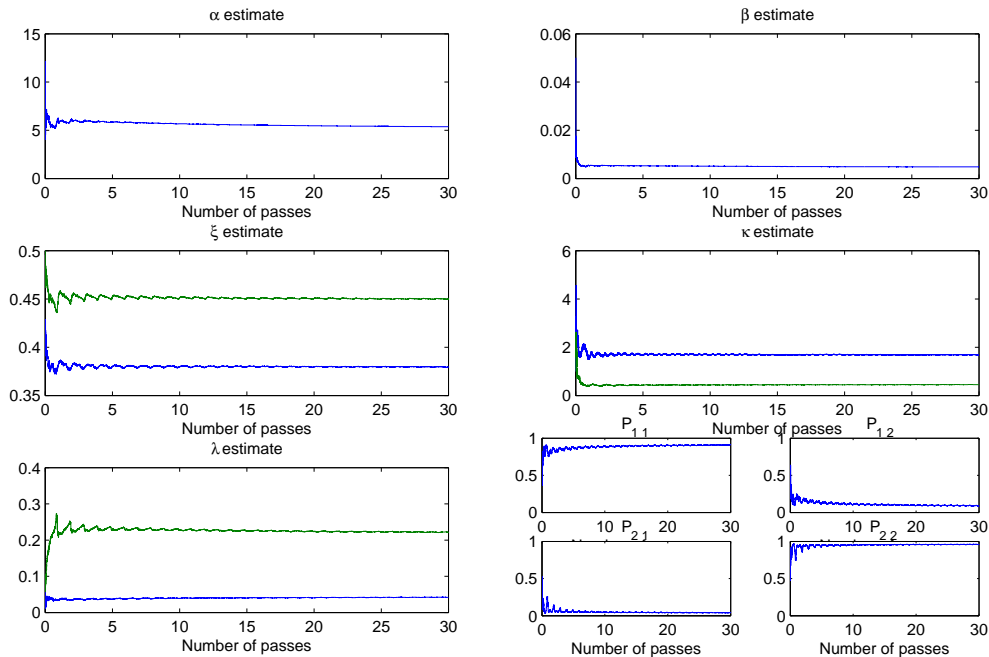 α estimate
15
10
5
0
0 5 10 15 20 25 30
Number of passes
β estimate
0.06
0.04
0.02
0
0 5 10 15 20 25 30
Number of passes
ξ estimate
0.5
0.45
0.4
0.35
0 5 10 15 20 25 30
Number of passes
κ estimate
6
4
2
0
0 5 10 15 20 25 30
Number of passes
λ estimate
0.4
0.3
0.2
0.1
0
0 5 10 15 20 25 30
Number of passes
P1 1
1
0.5
0
0 10 20 30
P1 2
1
0.5
0
0 10 20 30
P2 1
1
0.5
0
0 10 20 30
Number of passes
P2 2
1
0.5
0
0 10 20 30
Number of passes